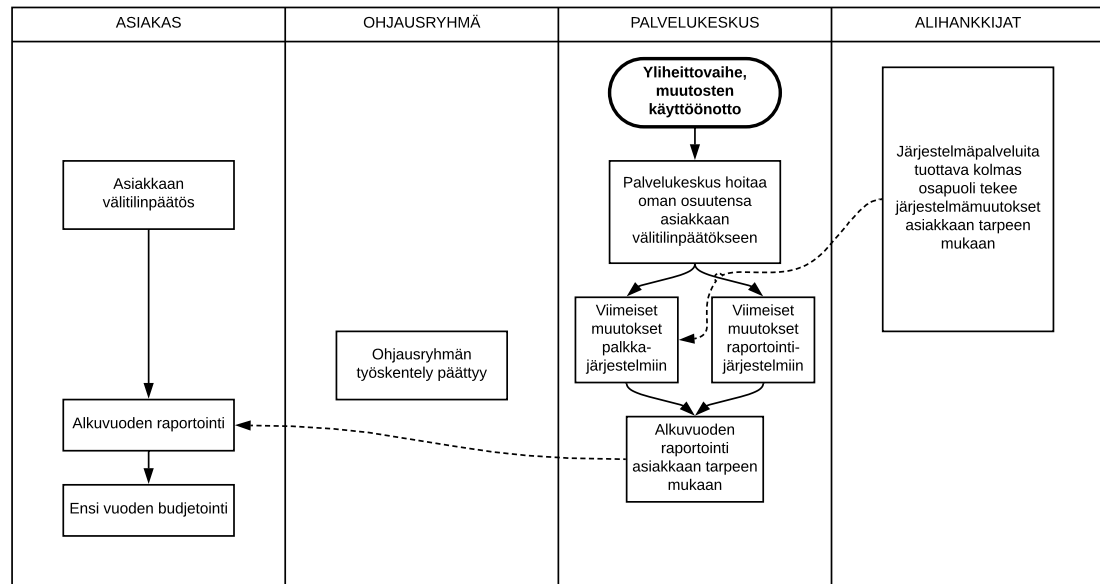 ASIAKAS
OHJAUSRYHMÄ
PALVELUKESKUS
ALIHANKKIJAT
Yliheittovaihe,
muutosten
käyttöönotto
Asiakkaan
välitilinpäätös
Palvelukeskus hoitaa
oman osuutensa
asiakkaan
välitilinpäätökseen
Järjestelmäpalveluita
tuottava kolmas
osapuoli tekee
järjestelmämuutokset
asiakkaan tarpeen
mukaan
Viimeiset
muutokset
palkka-
järjestelmiin
Viimeiset
muutokset
raportointi-
järjestelmiin
Ohjausryhmän
työskentely päättyy
Alkuvuoden raportointi
Alkuvuoden
raportointi
asiakkaan tarpeen
mukaan
Ensi vuoden budjetointi